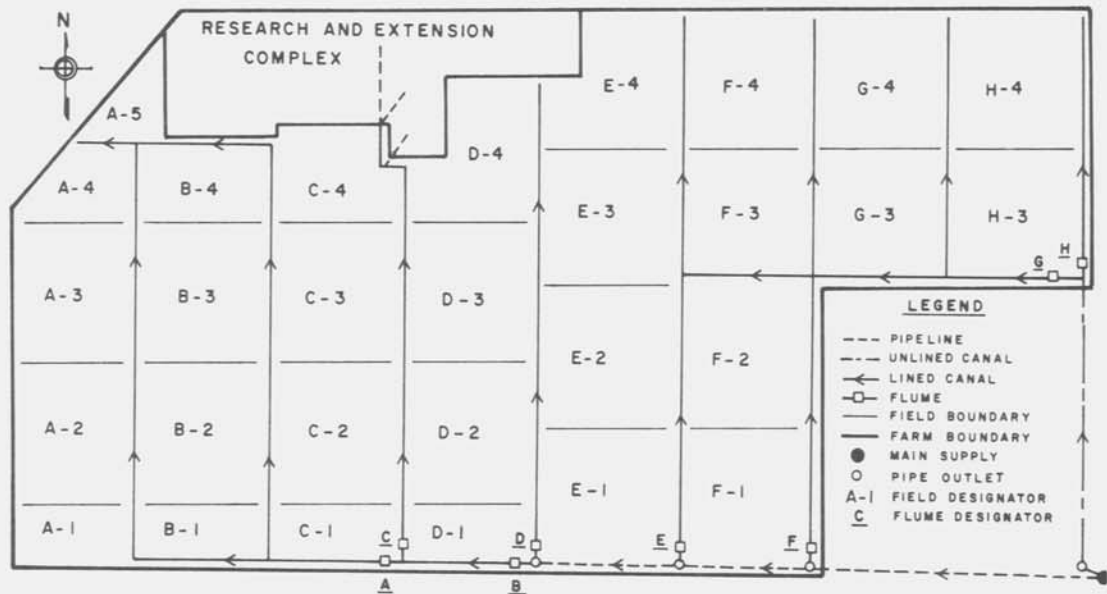 N
RESEARCH AND EXTENSION
COMPLEX
A-5
E-4
F-4
G-4
H-4
D-4
A-4
B-4
C-4
E-3
F-3
G-3
H-3
H
G
A-3
B-3
C-3
D-3
E-2
F-2
A-2
B-2
C-2
D-2
E-1
F-1
A-1
B-1
C-1
C
D-1
D
E
F
A
B
LEGEND
PIPELINE
UNLINED CANAL
LINED CANAL
FLUME
FIELD BOUNDARY
FARM BOUNDARY
MAIN SUPPLY
PIPE OUTLET
A-1 FIELD DESIGNATOR
C FLUME DESIGNATOR